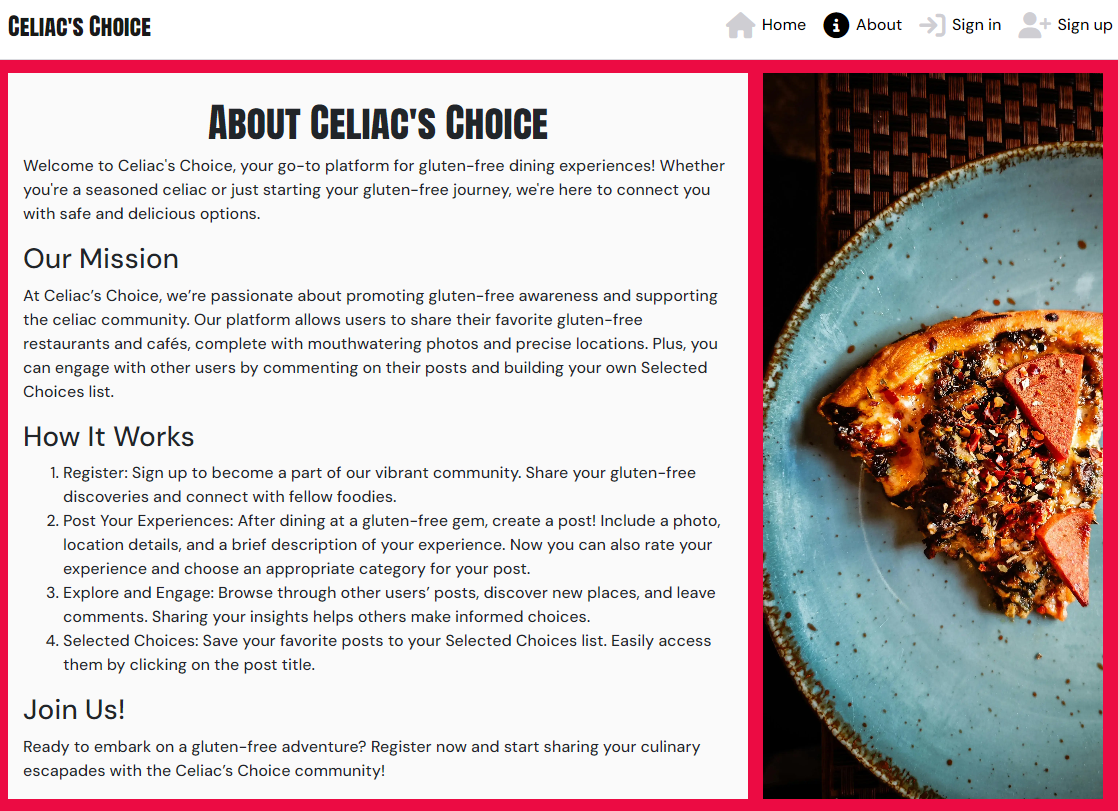 Celiac's Choice
Home
About
Sign in
Sign up
About Celiac's Choice
Welcome to Celiac's Choice, your go-to platform for gluten-free dining experiences! Whether
you're a seasoned celiac or just starting your gluten-free journey, we're here to connect you
with safe and delicious options.
Our Mission
At Celiac’s Choice, we’re passionate about promoting gluten-free awareness and supporting
the celiac community. Our platform allows users to share their favorite gluten-free
restaurants and cafés, complete with mouthwatering photos and precise locations. Plus, you
can engage with other users by commenting on their posts and building your own Selected
Choices list.
How It Works
1. Register: Sign up to become a part of our vibrant community. Share your gluten-free
discoveries and connect with fellow foodies.
2. Post Your Experiences: After dining at a gluten-free gem, create a post! Include a photo,
location details, and a brief description of your experience. Now you can also rate your
experience and choose an appropriate category for your post.
3. Explore and Engage: Browse through other users’ posts, discover new places, and leave
comments. Sharing your insights helps others make informed choices.
4. Selected Choices: Save your favorite posts to your Selected Choices list. Easily access
them by clicking on the post title.
Join Us!
Ready to embark on a gluten-free adventure? Register now and start sharing your culinary
escapades with the Celiac’s Choice community!